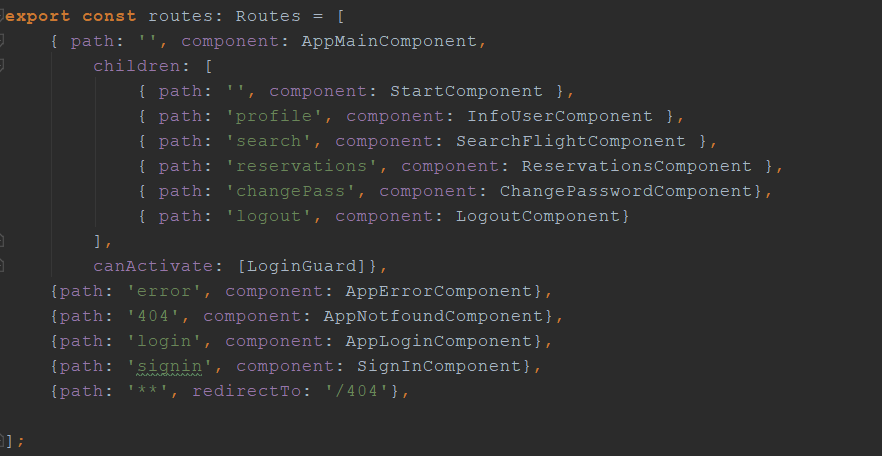 export const routes: Routes = [
    { path: '', component: AppMainComponent,
        children: [
            { path: '', component: StartComponent },
            { path: 'profile', component: InfoUserComponent },
            { path: 'search', component: SearchFlightComponent },
            { path: 'reservations', component: ReservationsComponent },
            { path: 'changePass', component: ChangePasswordComponent},
            { path: 'logout', component: LogoutComponent}
        ],
        canActivate: [LoginGuard]},
    {path: 'error', component: AppErrorComponent},
    {path: '404', component: AppNotfoundComponent},
    {path: 'login', component: AppLoginComponent},
    {path: 'signin', component: SignInComponent},
    {path: '**', redirectTo: '/404'},
];